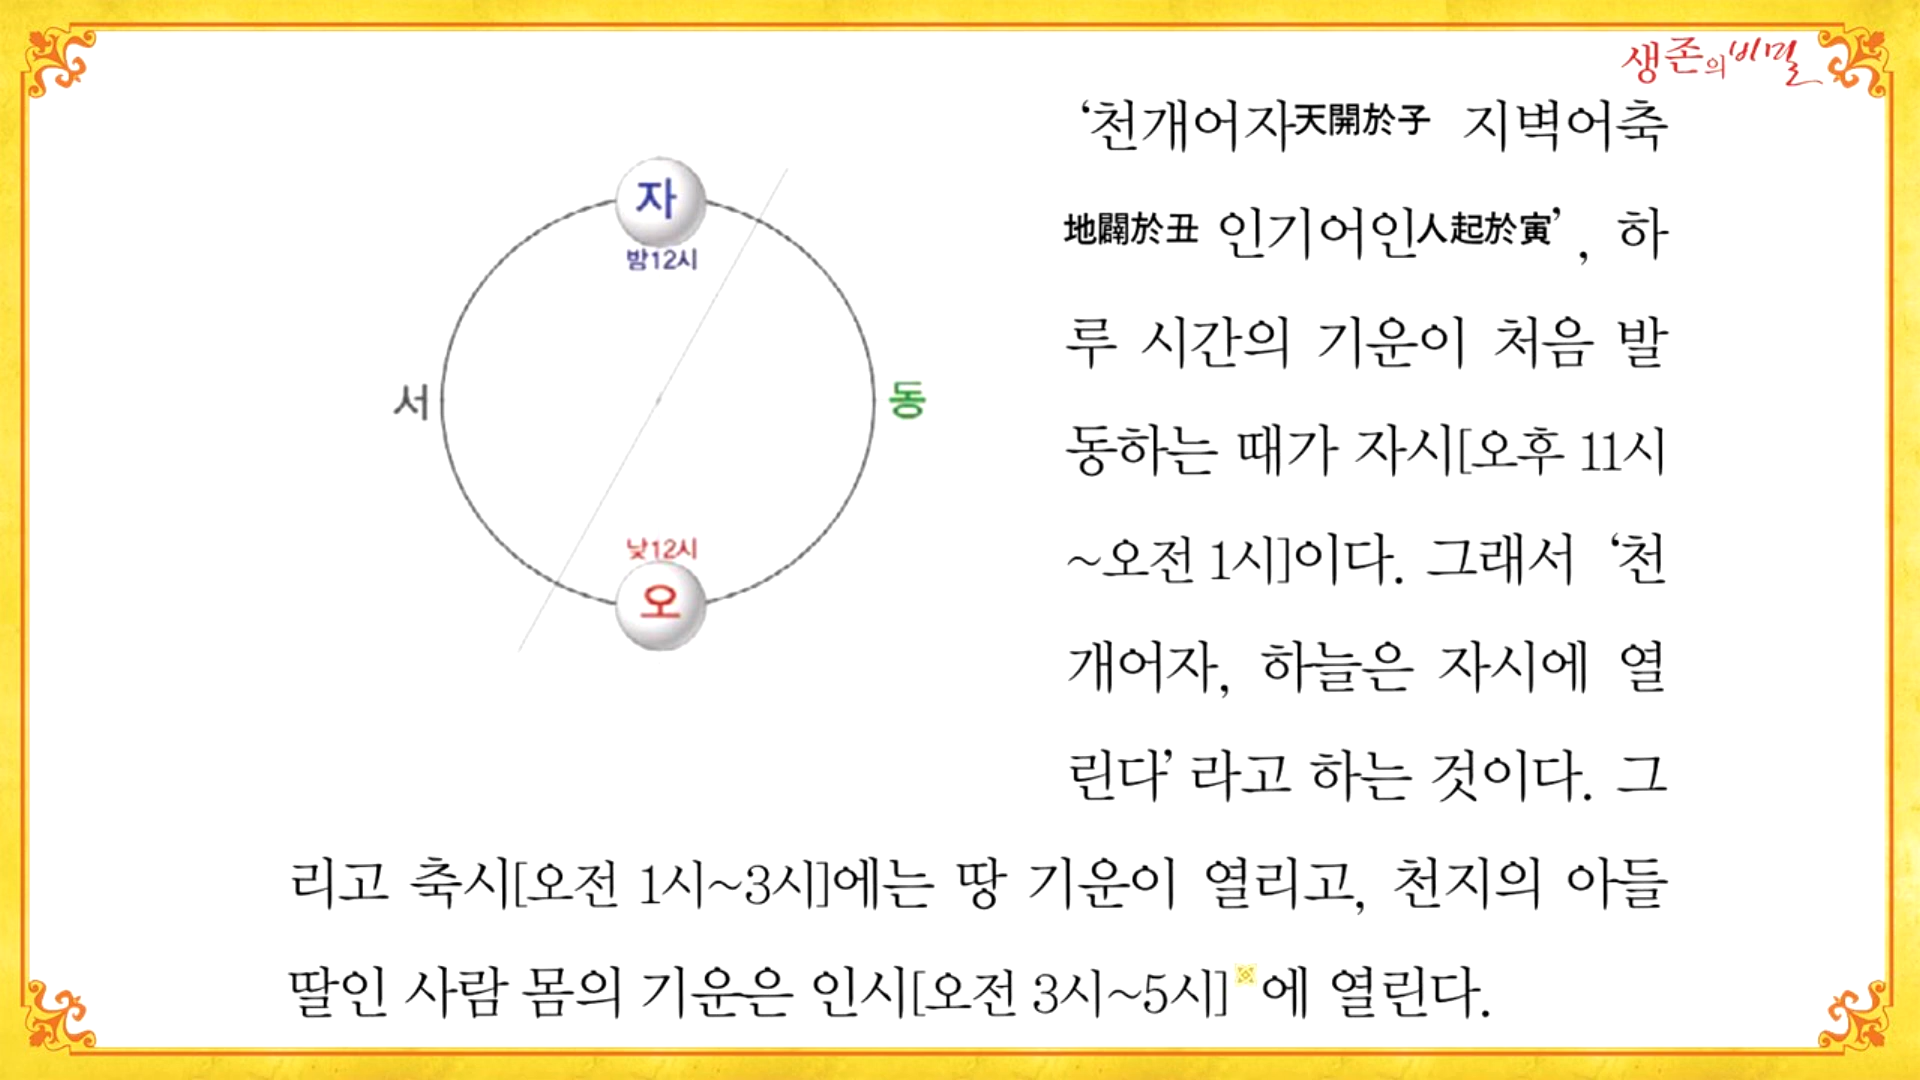 생존의 비밀
자
밤12시
서
동
낮12시
오
‘천개어자天開於子 지벽어축
地闢於丑 인기어인人起於寅’, 하
루 시간의 기운이 처음 발
동하는 때가 자시[오후 11시
~오전 1시]이다. 그래서 ‘천
개어자, 하늘은 자시에 열
린다’라고 하는 것이다. 그
리고 축시[오전 1시~3시]에는 땅 기운이 열리고, 천지의 아들
딸인 사람 몸의 기운은 인시[오전 3시~5시]※에 열린다.